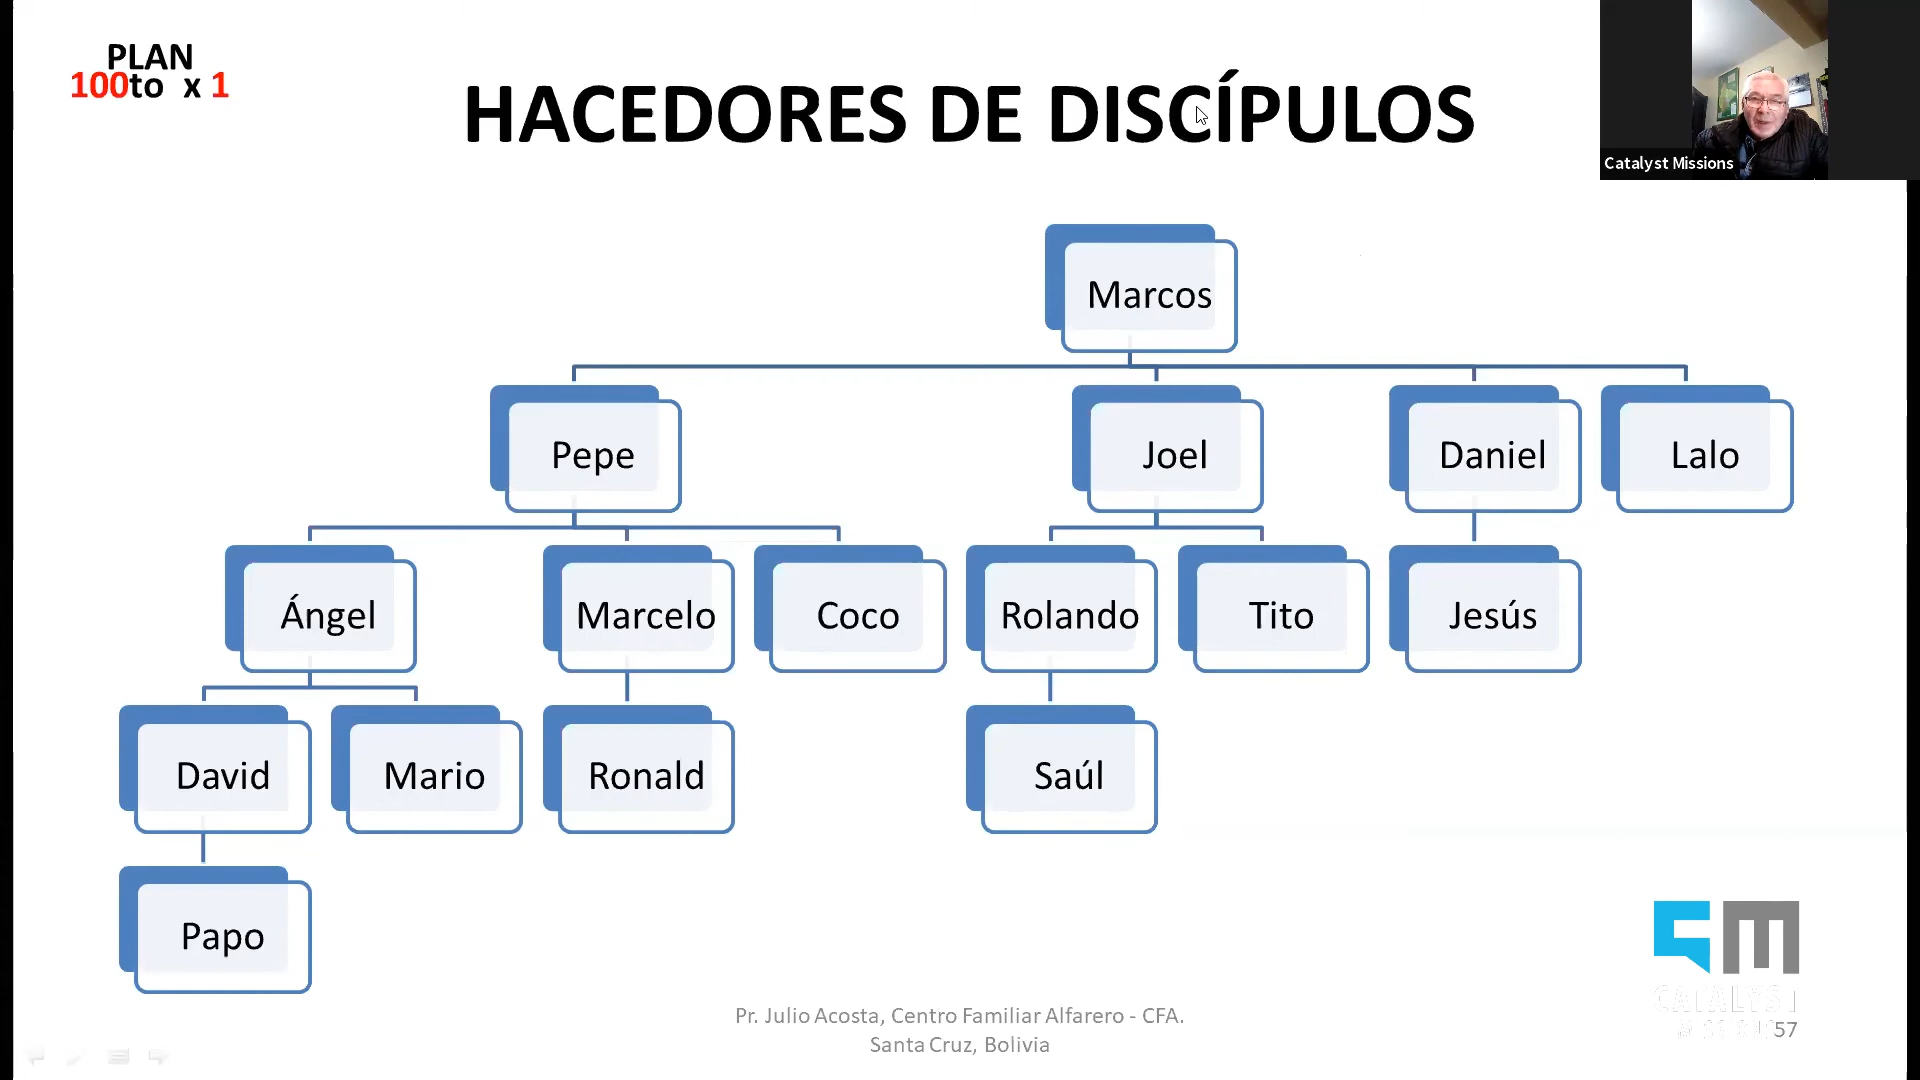 PLAN
100to x 1
HACEDORES DE DISCÍPULOS
Catalyst Missions
Marcos
Pepe
Joel
Daniel
Lalo
Ángel
Marcelo
Coco
Rolando
Tito
Jesús
David
Mario
Ronald
Saúl
Papo
CATALYST
57
Pr. Julio Acosta, Centro Familiar Alfarero - CFA.
Santa Cruz, Bolivia